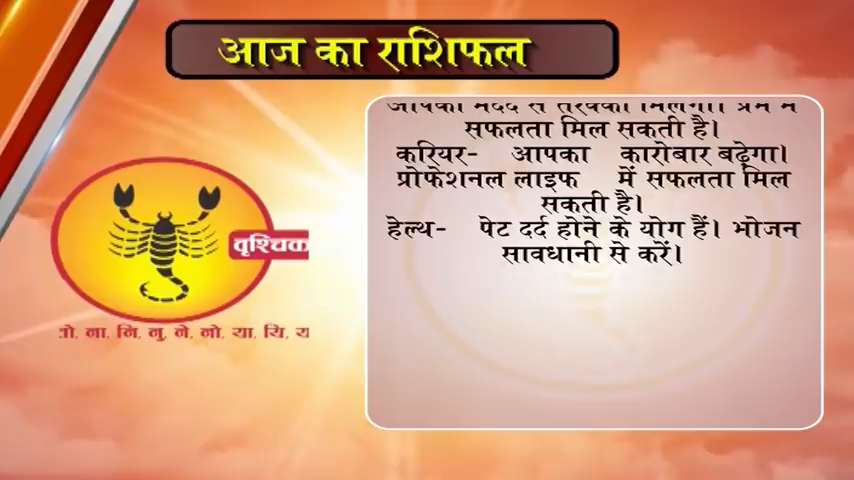 आज का राशिफल
मिलेगी। प्रेम में
सफलता मिल सकती है।
करियर- आपका कारोबार बढ़ेगा।
प्रोफेशनल लाइफ में सफलता मिल
सकती है।
हेल्थ- पेट दर्द होने के योग हैं। भोजन
सावधानी से करें।
वृश्चिक
ना, नि, नु, ने, नो, या, यि,